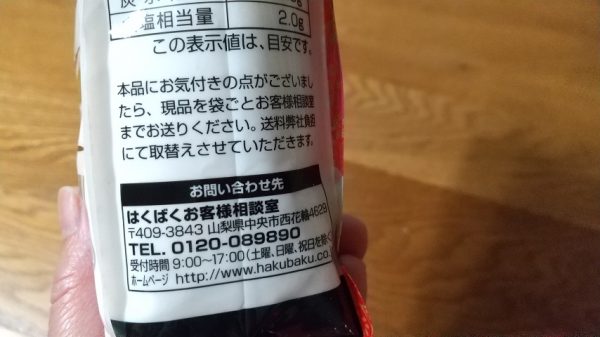 塩相当量 2.0g
この表示値は、目安です。
本品にお気付きの点がございまし
たら、現品を袋ごとお客様相談室
までお送りください。送料弊社負担
にて取替えさせていただきます。
お問い合わせ先
はくばくお客様相談室
〒409-3843 山梨県中央市西花輪4629
TEL. 0120-089890
受付時間 9:00〜17:00(土曜、日曜、祝日を除く)
ホームページ http://www.hakubaku.co.